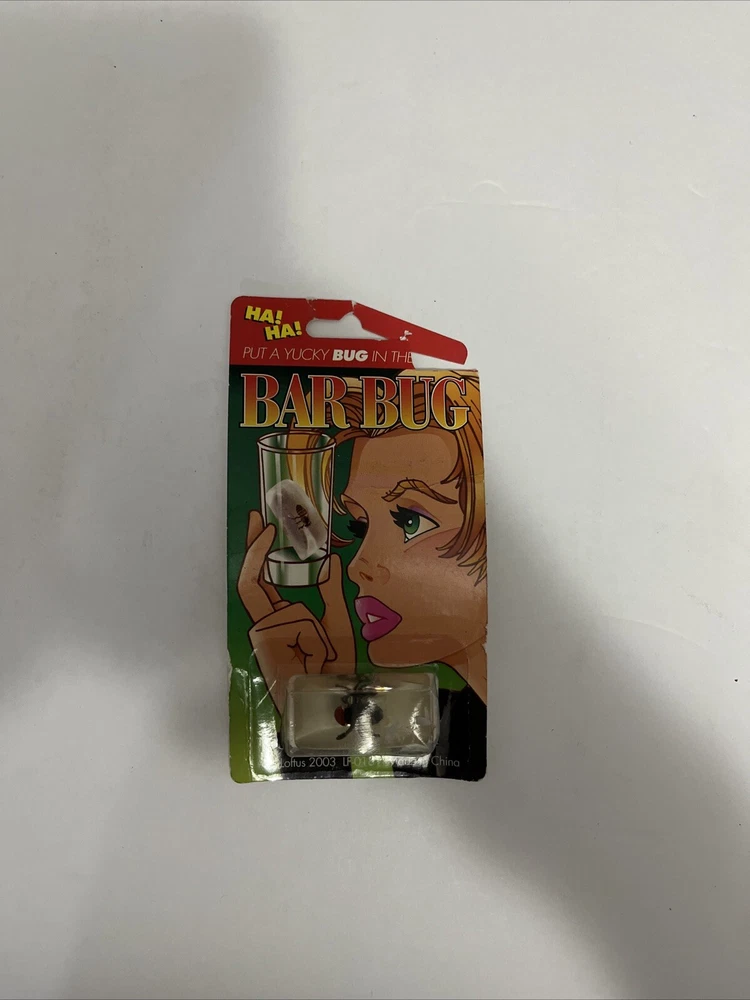 HA!
HA!
PUT A YUCKY BUG IN THE
BAR BUG
Loftus 2003 China